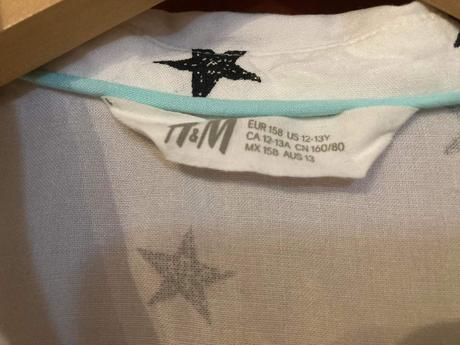 H&M
EUR 158 US 12-13Y
CA 12-13A CN 160/80
MX 158 AUS 13